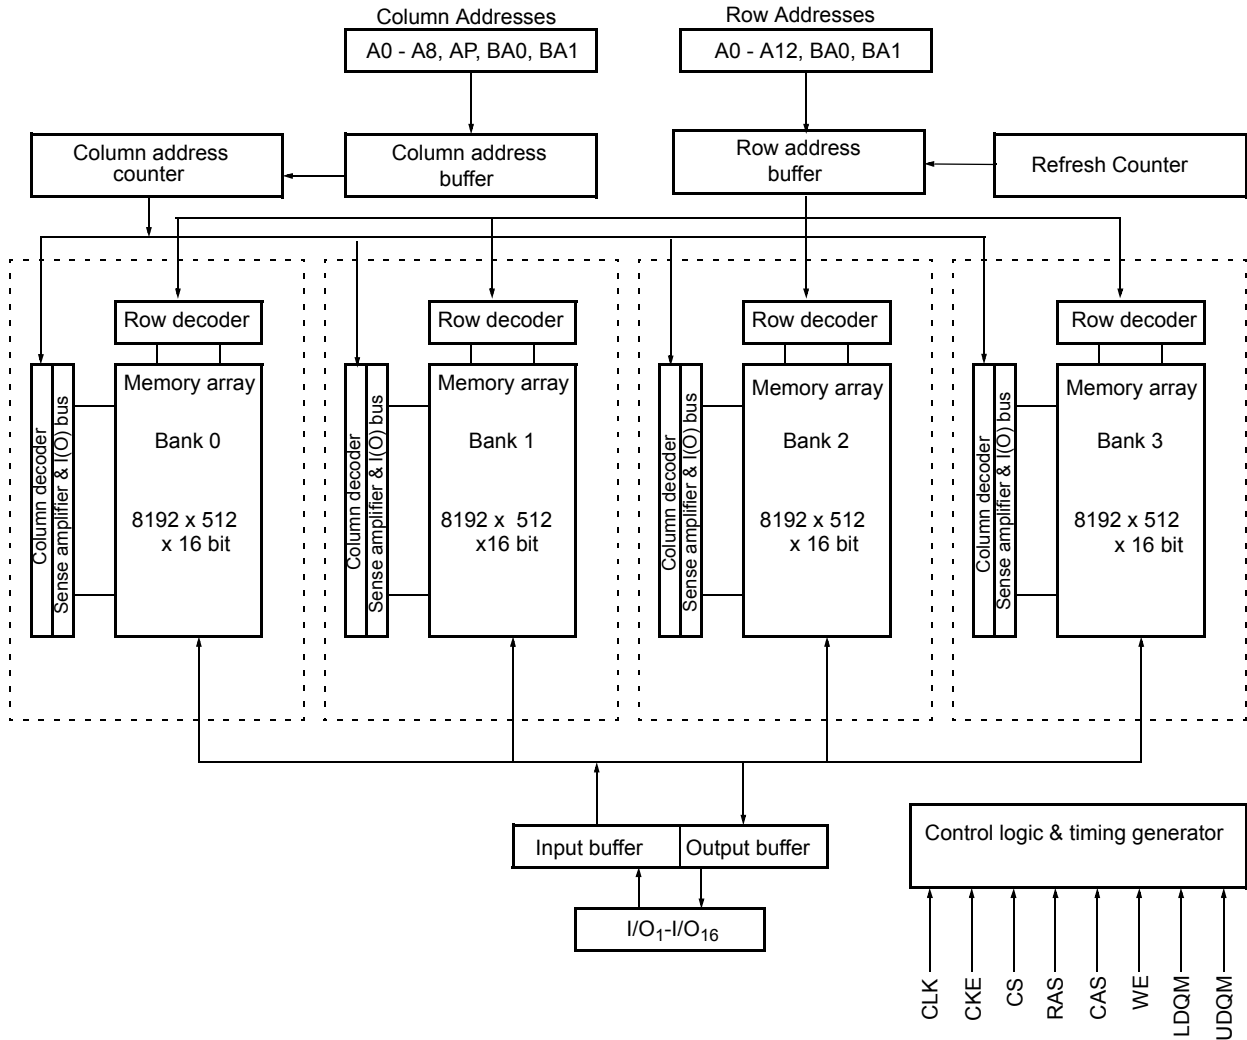 Column Addresses
Row Addresses
A0 - A8, AP, BA0, BA1
A0 - A12, BA0, BA1
Column address
counter
Column address
buffer
Row address
buffer
Refresh Counter
Row decoder
Row decoder
Row decoder
Row decoder
Column decoder
Sense amplifier & I(O) bus
Memory array
Bank 0
8192 x 512
x 16 bit
Column decoder
Sense amplifier & I(O) bus
Memory array
Bank 1
8192 x  512
x16 bit
Column decoder
Sense amplifier & I(O) bus
Memory array
Bank 2
8192 x 512
x 16 bit
Column decoder
Sense amplifier & I(O) bus
Memory array
Bank 3
8192 x 512
x 16 bit
Input buffer
Output buffer
I/O1-I/O16
Control logic & timing generator
CLK
CKE
CS
RAS
CAS
WE
LDQM
UDQM